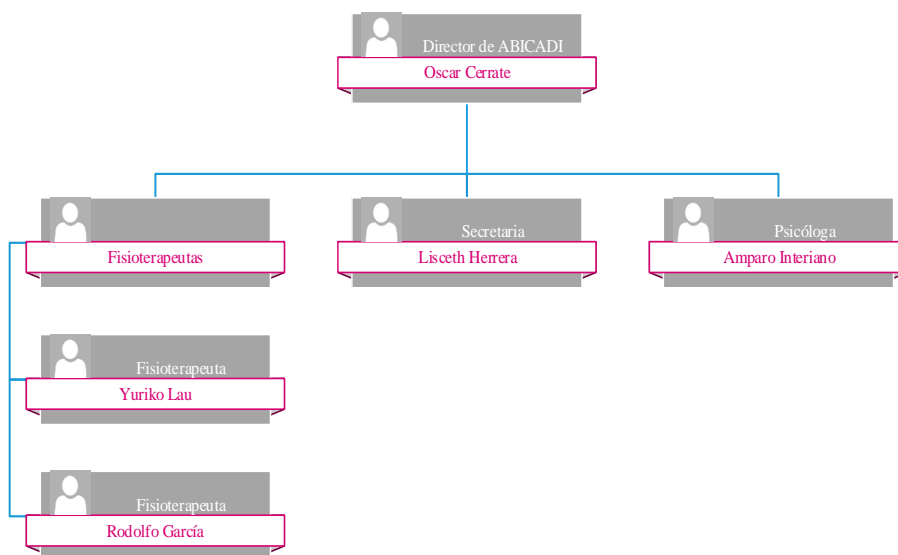 Director de ABICADI
Oscar Cerrate
Fisioterapeutas
Secretaria
Lisceth Herrera
Psicóloga
Amparo Interiano
Fisioterapeuta
Yuriko Lau
Fisioterapeuta
Rodolfo García